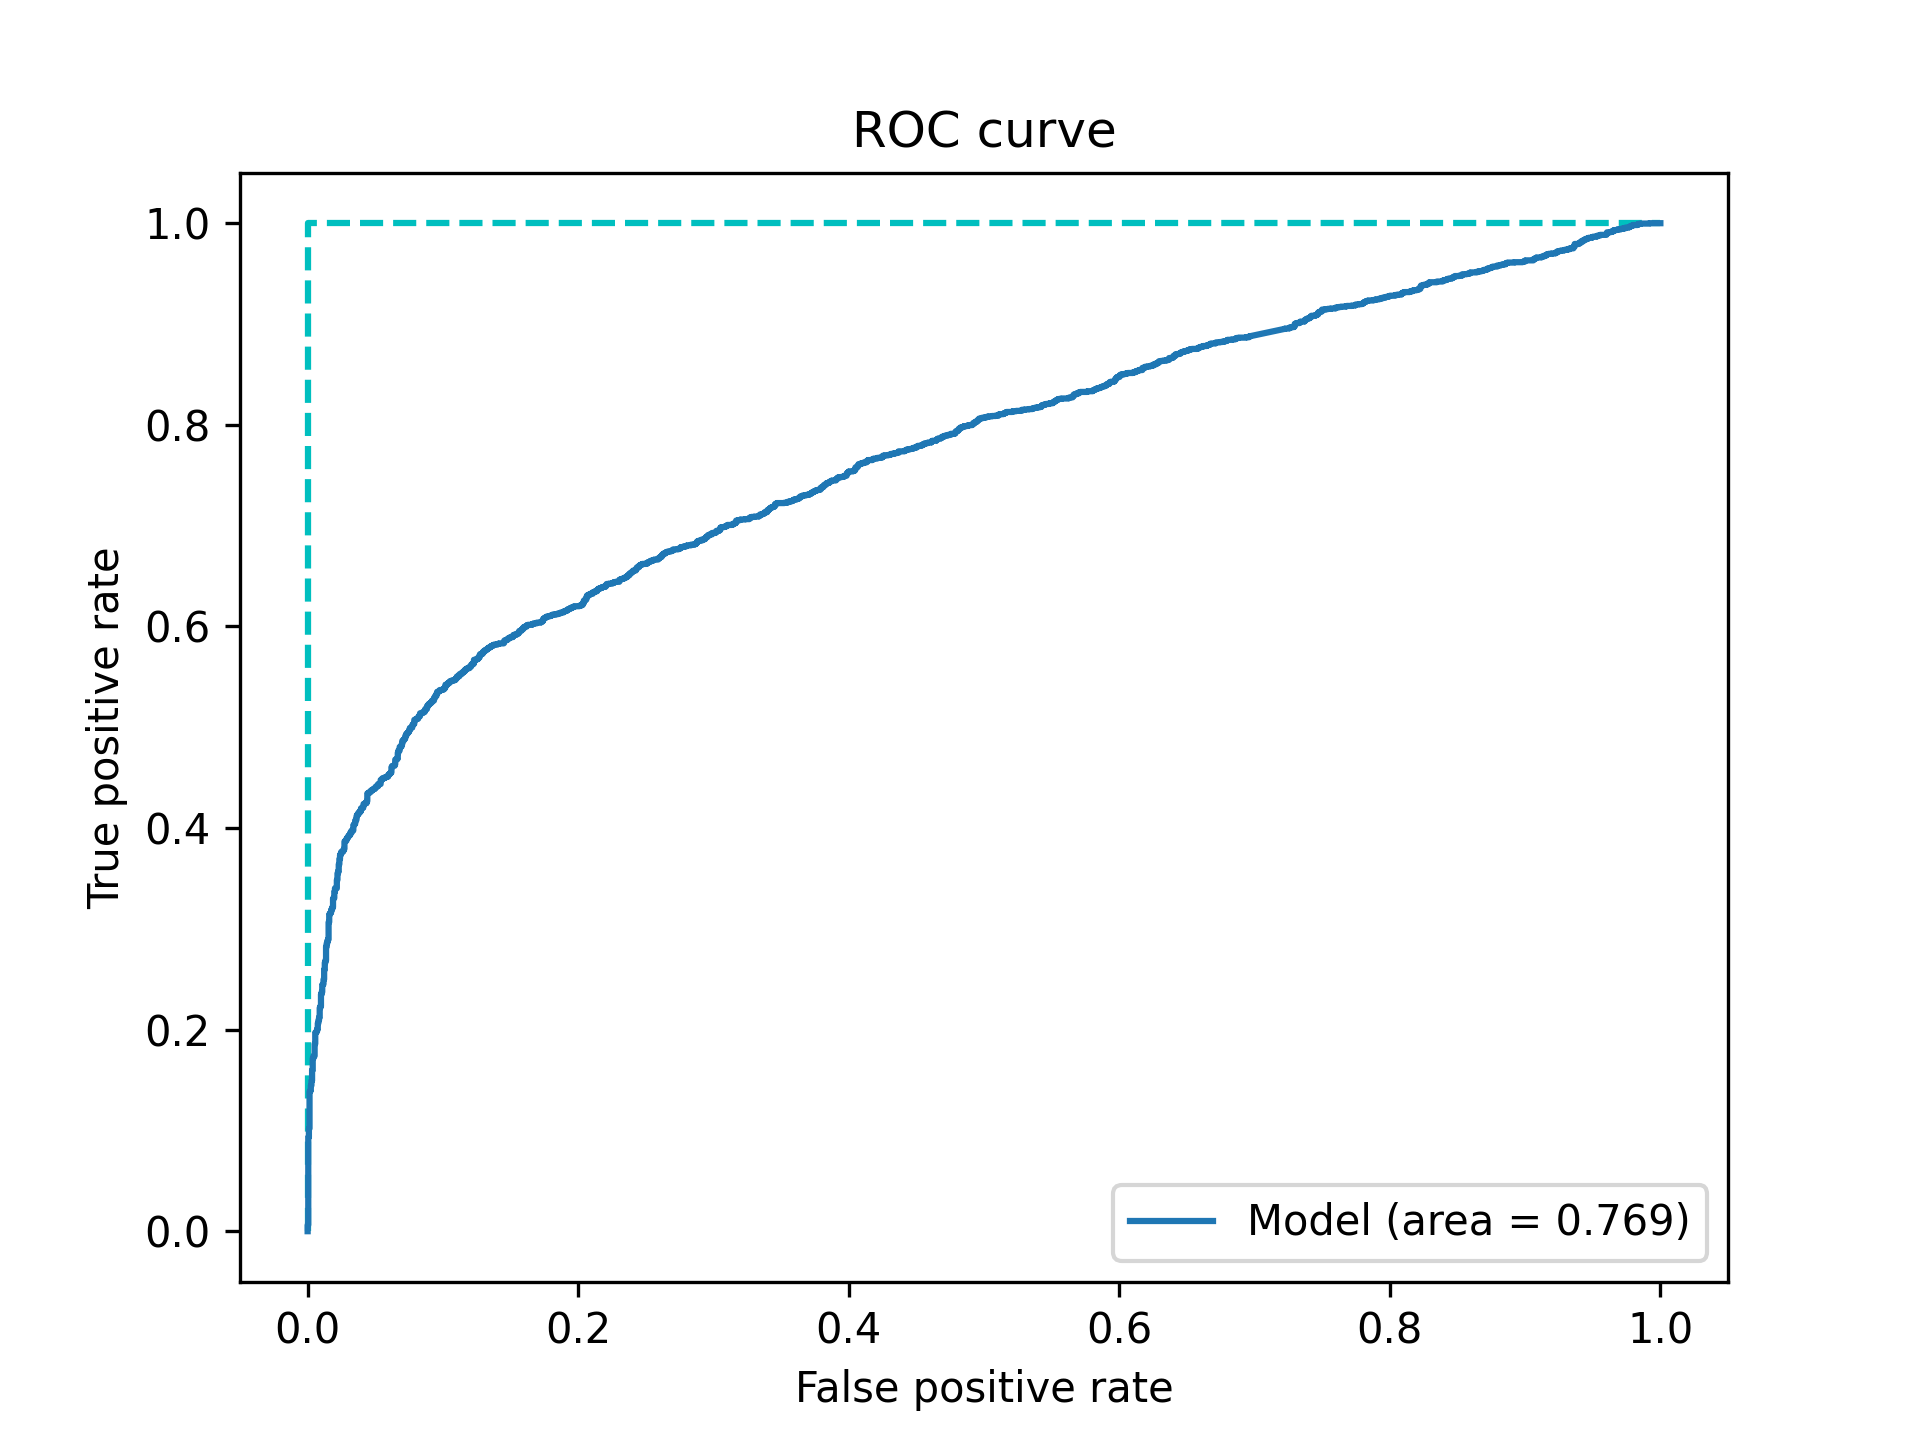 ROC curve
1.0
0.8
0.6
0.4
0.2
0.0
True positive rate
Model (area = 0.769)
0.0 0.2 0.4 0.6 0.8 1.0
False positive rate